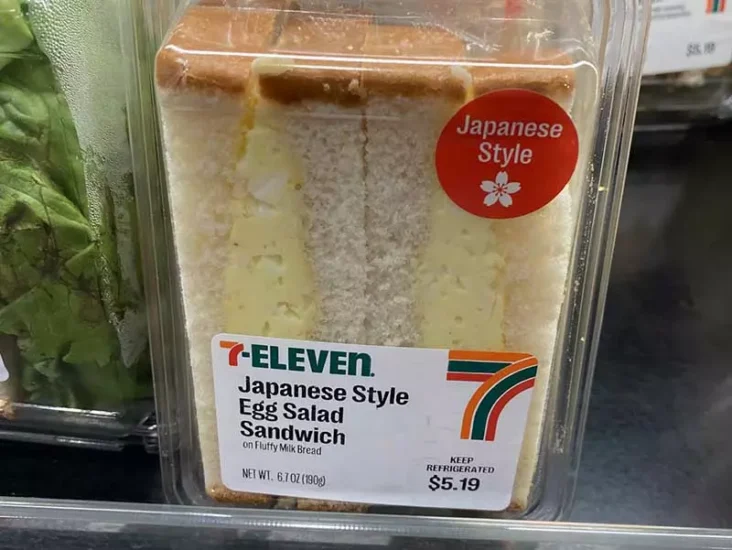 Japanese
Style
7-ELEVEn.
Japanese Style
Egg Salad
Sandwich
on Fluffy Milk Bread
NET WT. 6.7 OZ (190g)
KEEP
REFRIGERATED
$5.19